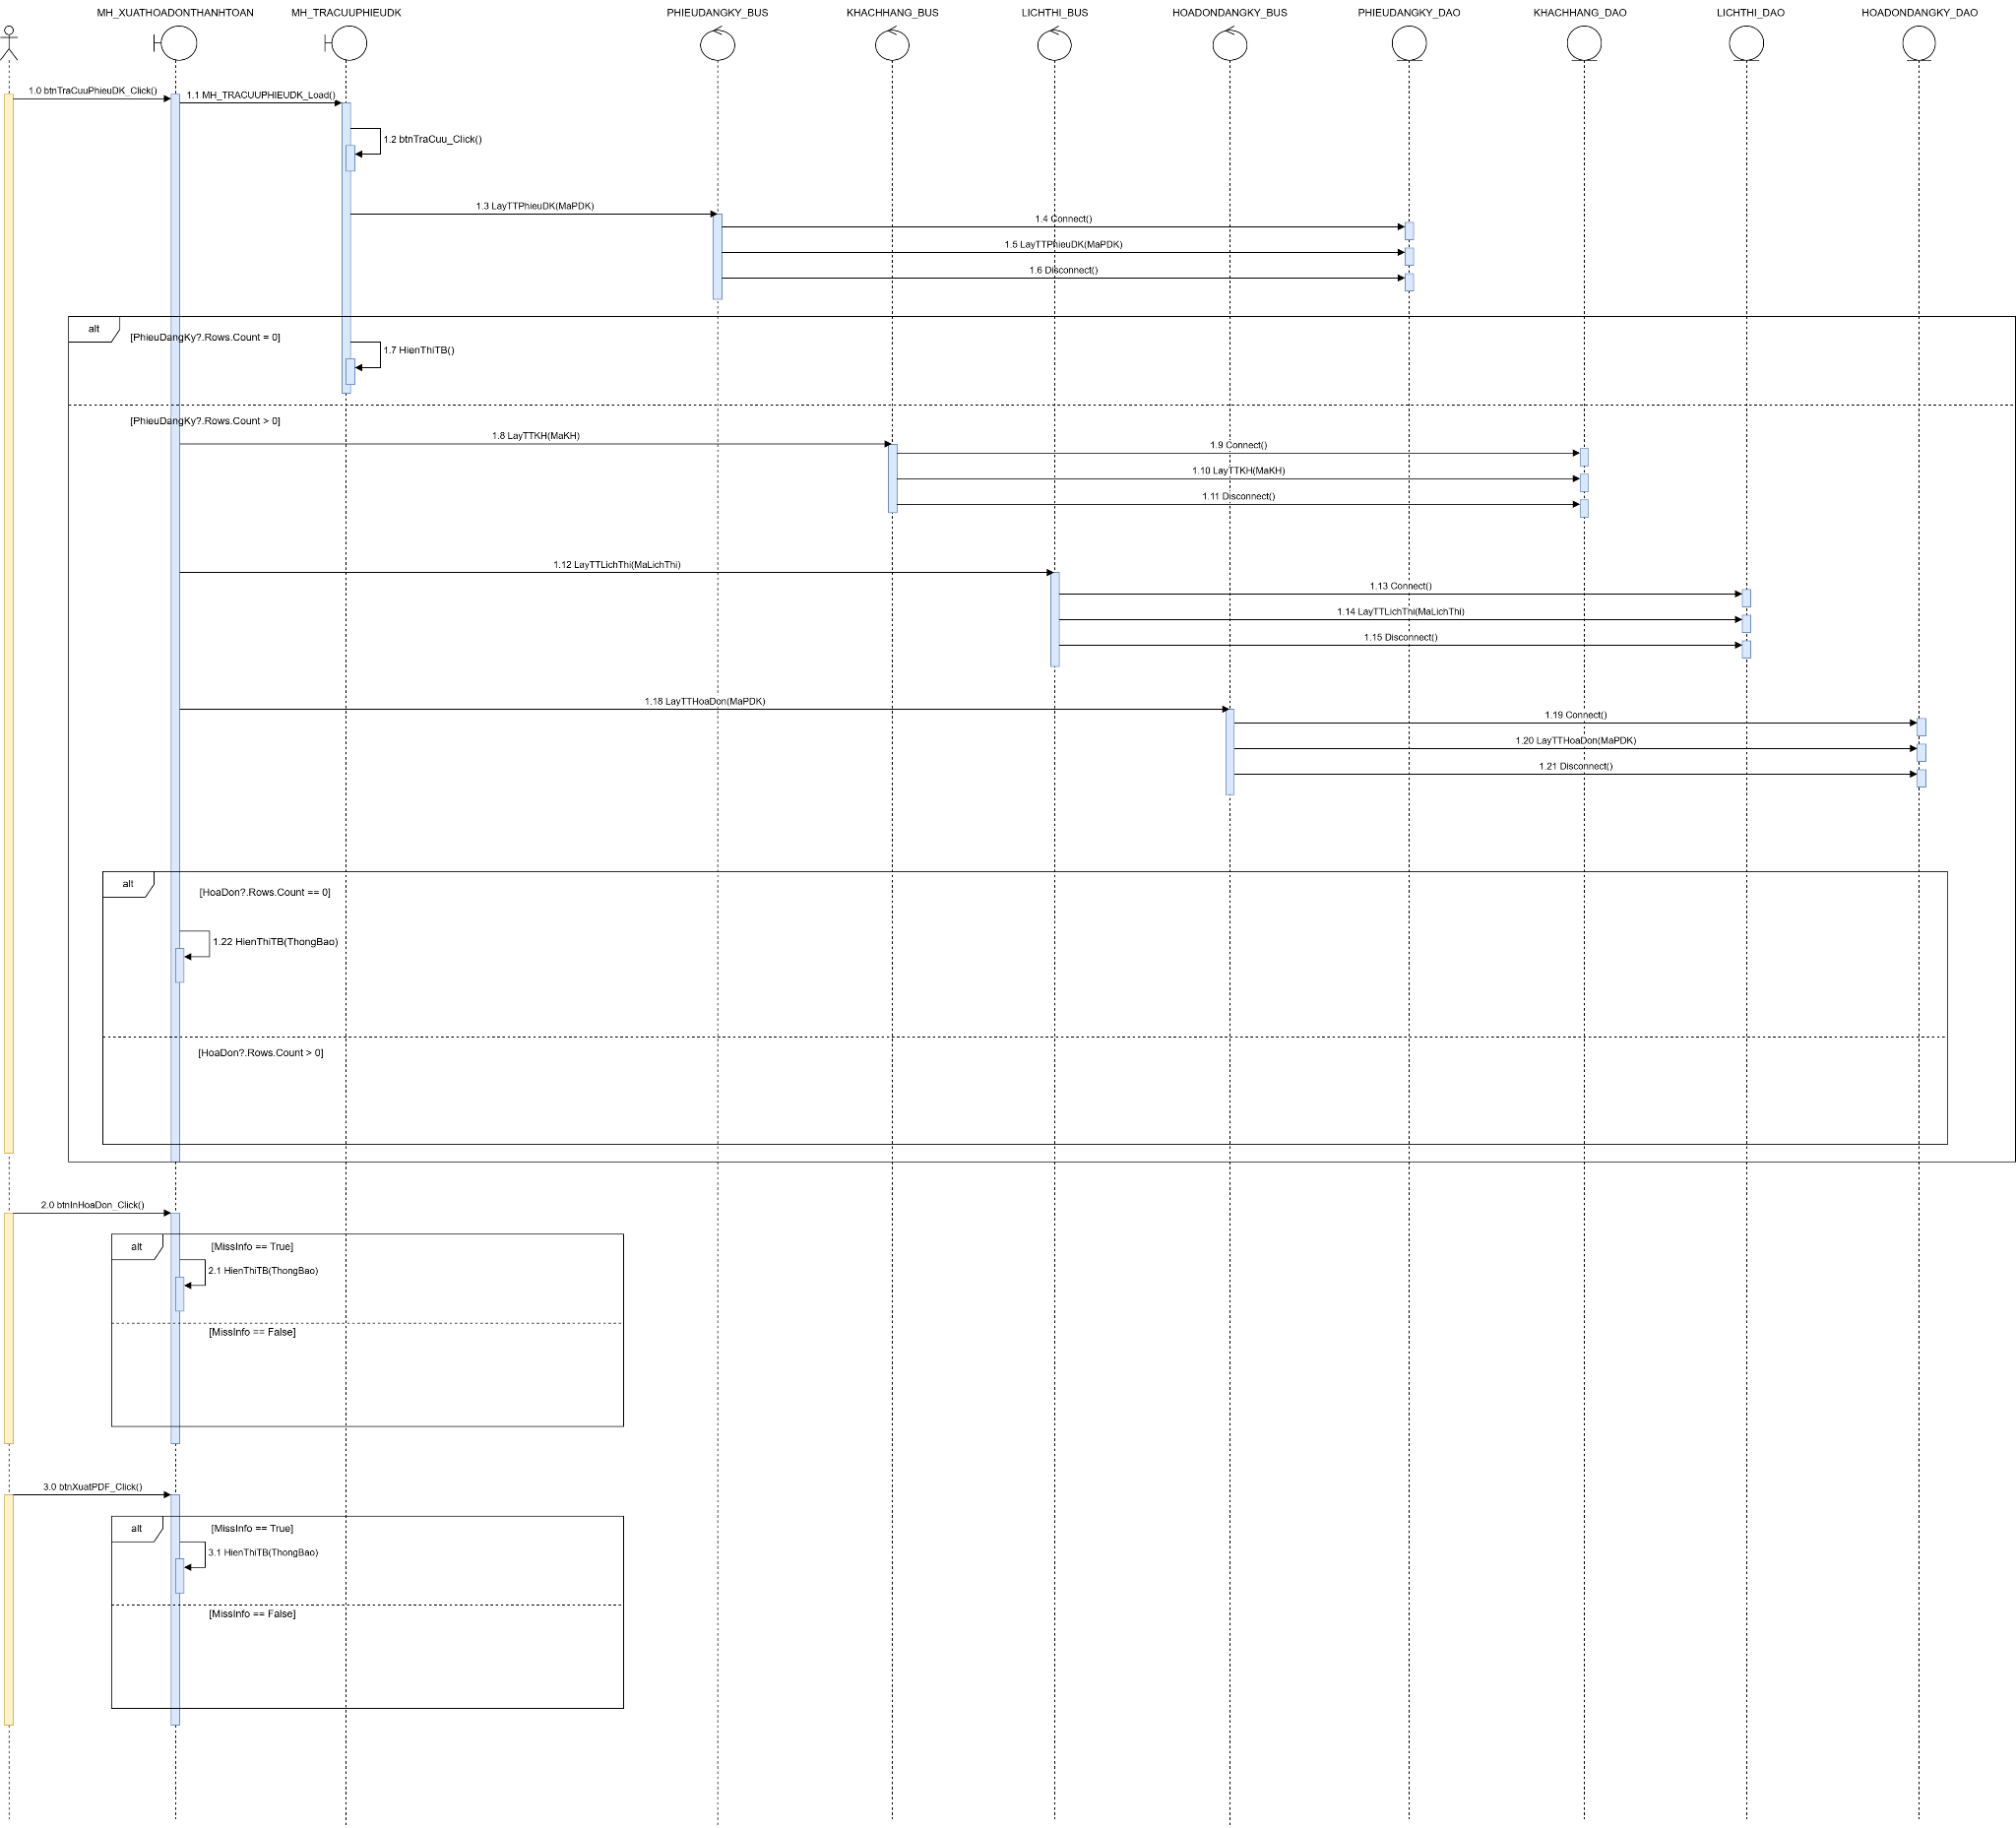 MH_XUATHOADONTHANHTOAN
MH_TRACUUPHIEUDK
PHIEUDANGKY_BUS
KHACHHANG_BUS
LICHTHI_BUS
HOADONDANGKY_BUS
PHIEUDANGKY_DAO
KHACHHANG_DAO
LICHTHI_DAO
HOADONDANGKY_DAO
1.0 btnTraCuuPhieuDK_Click()
1.1 MH_TRACUUPHIEUDK_Load()
1.2 btnTraCuu_Click()
1.3 LayTTPhieuDK(MaPDK)
1.4 Connect()
1.5 LayTTPhieuDK(MaPDK)
1.6 Disconnect()
alt
[PhieuDangKy?.Rows.Count = 0]
1.7 HienThiTB()
[PhieuDangKy?.Rows.Count > 0]
1.8 LayTTKH(MaKH)
1.9 Connect()
1.10 LayTTKH(MaKH)
1.11 Disconnect()
1.12 LayTTLichThi(MaLichThi)
1.13 Connect()
1.14 LayTTLichThi(MaLichThi)
1.15 Disconnect()
1.18 LayTTHoaDon(MaPDK)
1.19 Connect()
1.20 LayTTHoaDon(MaPDK)
1.21 Disconnect()
alt
[HoaDon?.Rows.Count == 0]
1.22 HienThiTB(ThongBao)
[HoaDon?.Rows.Count > 0]
2.0 btnInHoaDon_Click()
alt
[MissInfo == True]
2.1 HienThiTB(ThongBao)
[MissInfo == False]
3.0 btnXuatPDF_Click()
alt
[MissInfo == True]
3.1 HienThiTB(ThongBao)
[MissInfo == False]